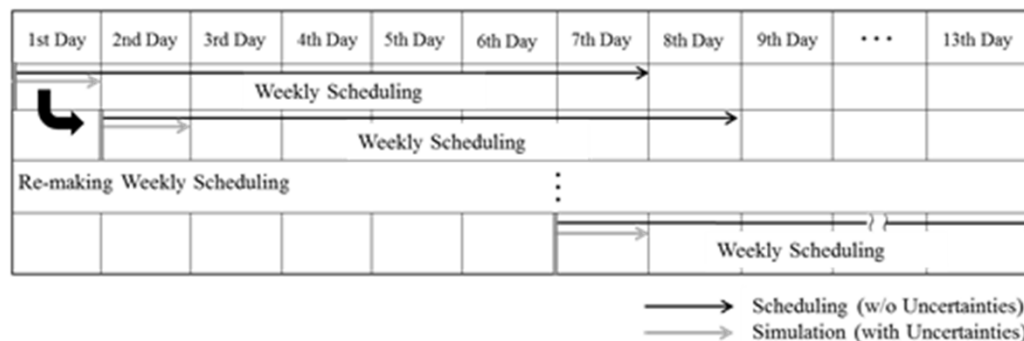 1st Day 2nd Day 3rd Day 4th Day 5th Day 6th Day 7th Day 8th Day 9th Day ··· 13th Day
Weekly Scheduling
Weekly Scheduling
Re-making Weekly Scheduling
Weekly Scheduling
Scheduling (w/o Uncertainties)
Simulation (with Uncertainties)